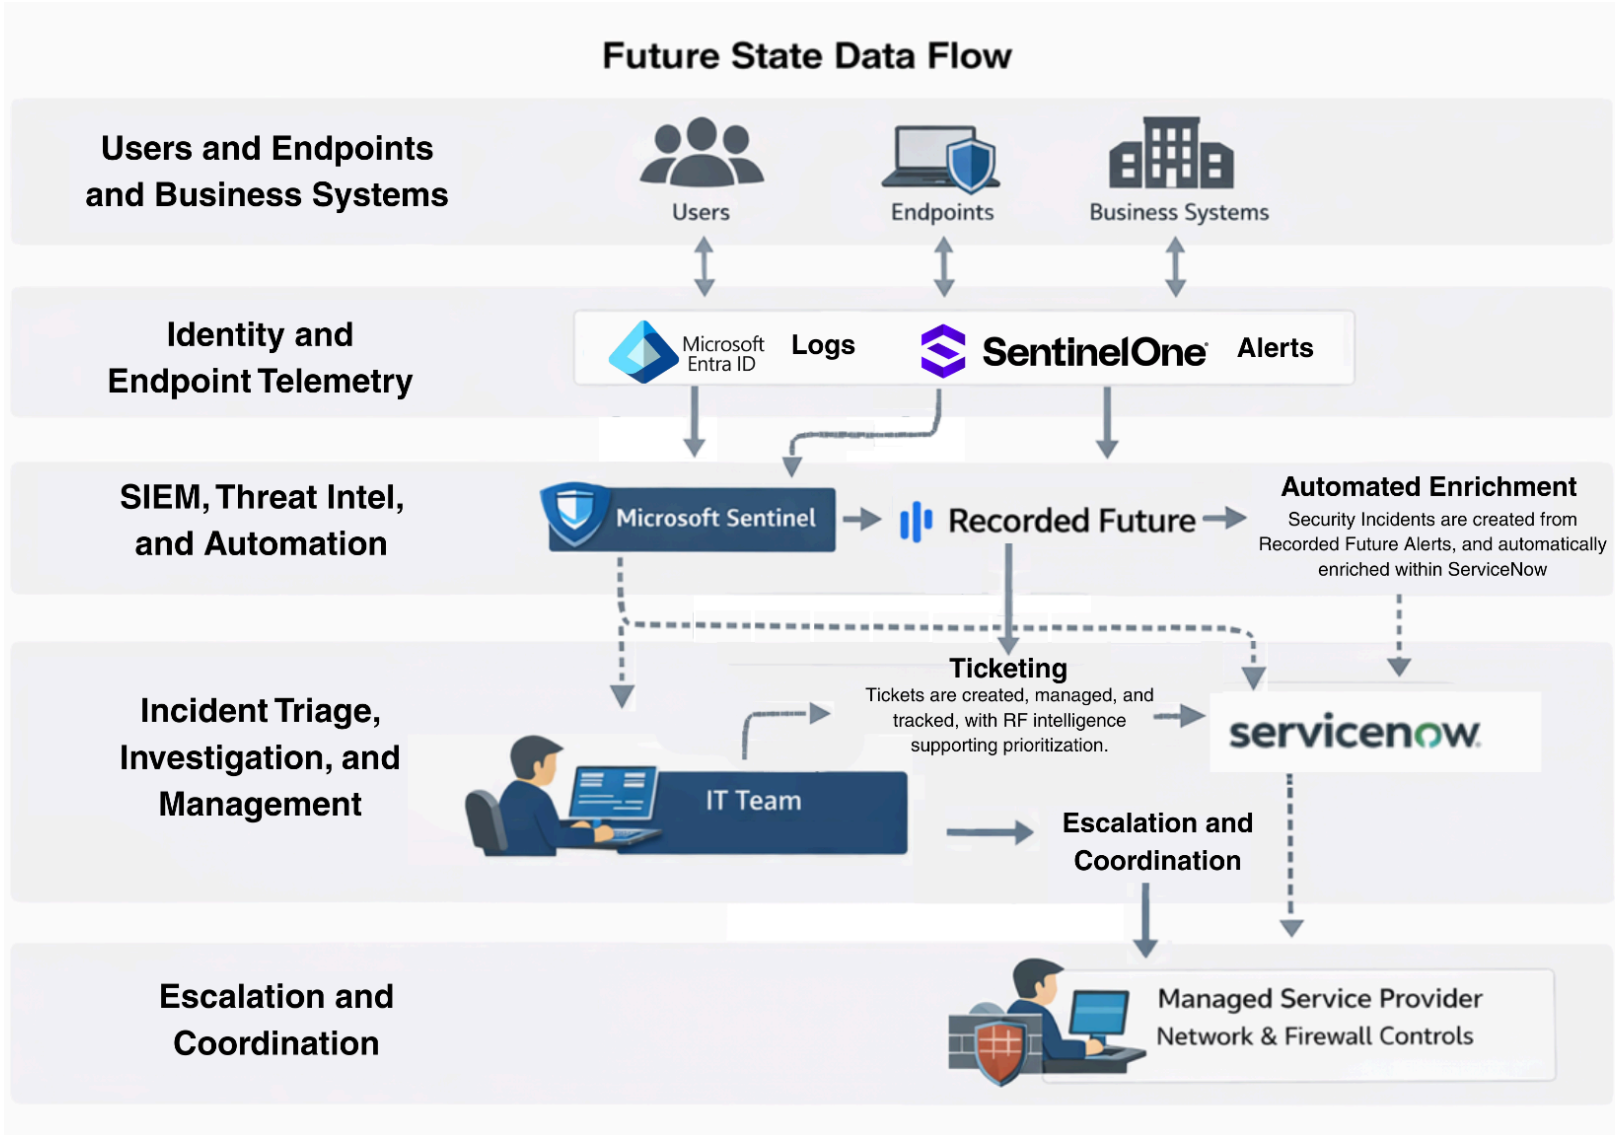 Future State Data Flow
Users and Endpoints
and Business Systems
Users
Endpoints
Business Systems
Identity and
Endpoint Telemetry
Microsoft
Entra ID
Logs
SentinelOne
Alerts
SIEM, Threat Intel,
and Automation
Microsoft Sentinel
Recorded Future
Automated Enrichment
Security Incidents are created from
Recorded Future Alerts, and automatically
enriched within ServiceNow
Incident Triage,
Investigation, and
Management
Ticketing
Tickets are created, managed, and
tracked, with RF intelligence
supporting prioritization.
servicenow
IT Team
Escalation and
Coordination
Escalation and
Coordination
Managed Service Provider
Network & Firewall Controls